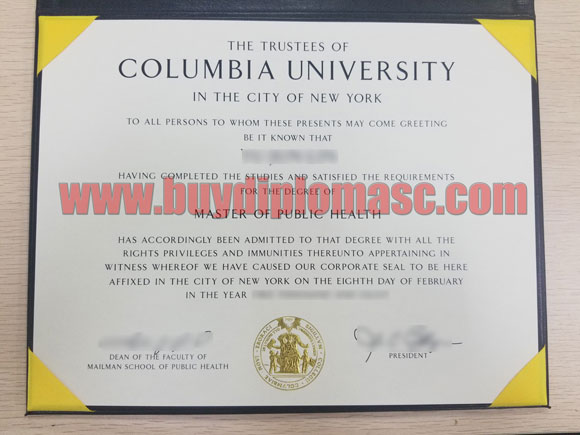 THE TRUSTEES OF
COLUMBIA UNIVERSITY
IN THE CITY OF NEW YORK
TO ALL PERSONS TO WHOM THESE PRESENTS MAY COME GREETING
BE IT KNOWN THAT
HAVING COMPLETED THE STUDIES AND SATISFIED THE REQUIREMENTS
FOR THE DEGREE OF
www.buydiplomasc.com
MASTER OF PUBLIC HEALTH
HAS ACCORDINGLY BEEN ADMITTED TO THAT DEGREE WITH ALL THE
RIGHTS PRIVILEGES AND IMMUNITIES THEREUNTO APPERTAINING IN
WITNESS WHEREOF WE HAVE CAUSED OUR CORPORATE SEAL TO BE HERE
AFFIXED IN THE CITY OF NEW YORK ON THE EIGHTH DAY OF FEBRUARY
IN THE YEAR
DEAN OF THE FACULTY OF
MAILMAN SCHOOL OF PUBLIC HEALTH
PRESIDENT